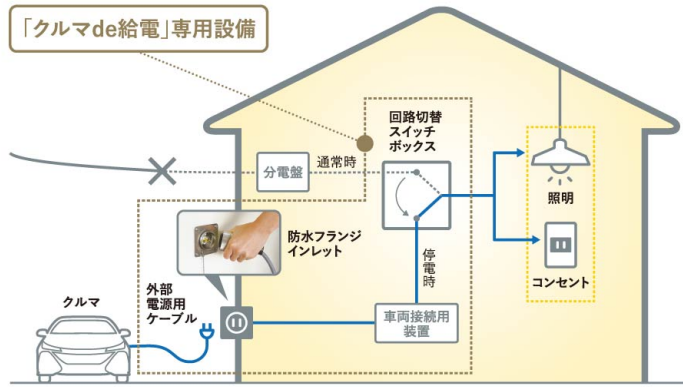 「クルマde給電」専用設備
回路切替
スイッチ
ボックス
分電盤
通常時
照明
防水フランジ
インレット
停電時
コンセント
外部
電源用
ケーブル
クルマ
車両接続用
装置